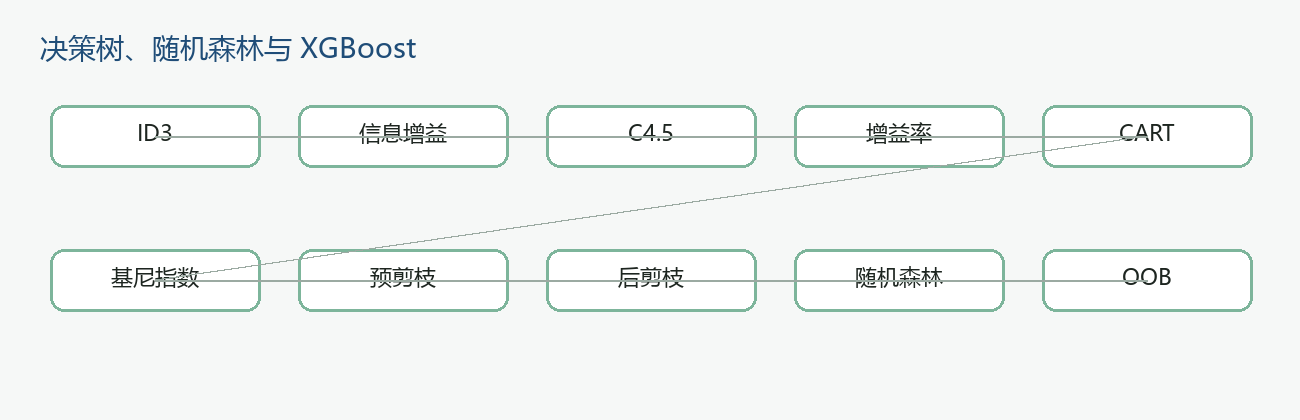 决策树、随机森林与 XGBoost
ID3 信息增益 C4.5 增益率 CART
基尼指数 预剪枝 后剪枝 随机森林 OOB